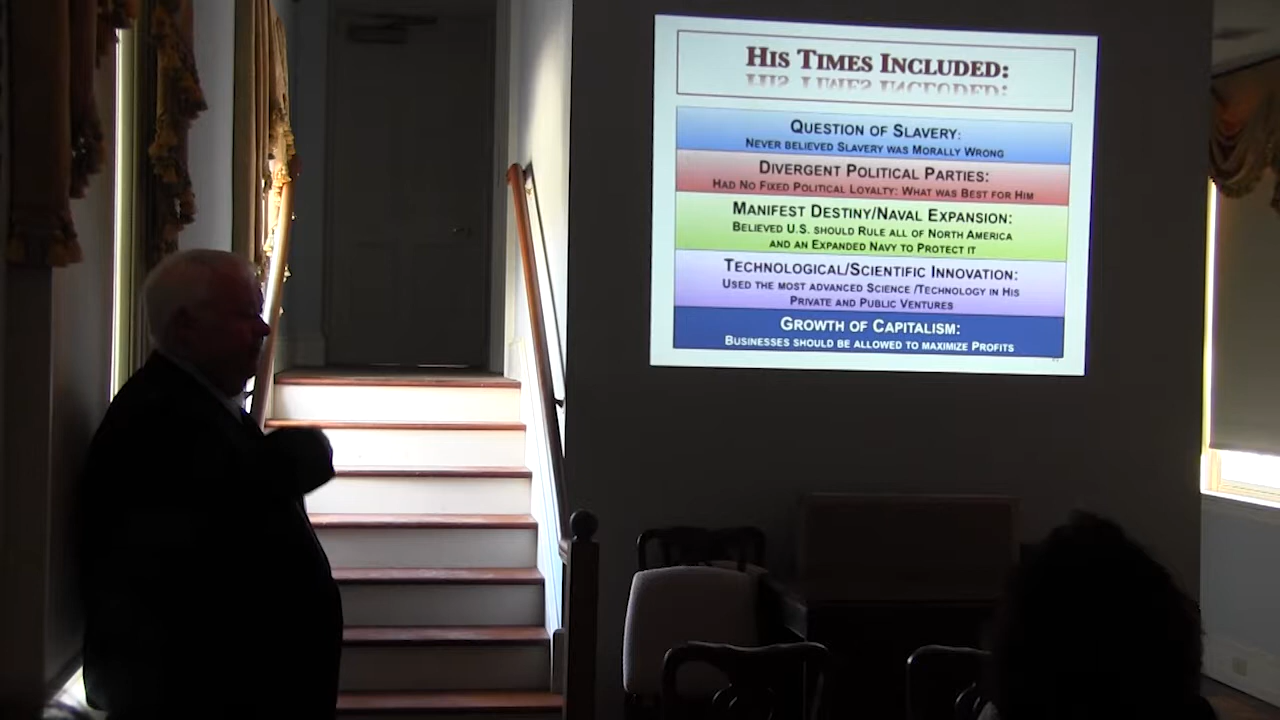 HIS TIMES INCLUDED:
QUESTION OF SLAVERY:
NEVER BELIEVED SLAVERY WAS MORALLY WRONG
DIVERGENT POLITICAL PARTIES:
HAD NO FIXED POLITICAL LOYALTY: WHAT WAS BEST FOR HIM
MANIFEST DESTINY/NAVAL EXPANSION:
BELIEVED U.S. SHOULD RULE ALL OF NORTH AMERICA
AND AN EXPANDED NAVY TO PROTECT IT
TECHNOLOGICAL/SCIENTIFIC INNOVATION:
USED THE MOST ADVANCED SCIENCE /TECHNOLOGY IN HIS
PRIVATE AND PUBLIC VENTURES
GROWTH OF CAPITALISM:
BUSINESSES SHOULD BE ALLOWED TO MAXIMIZE PROFITS